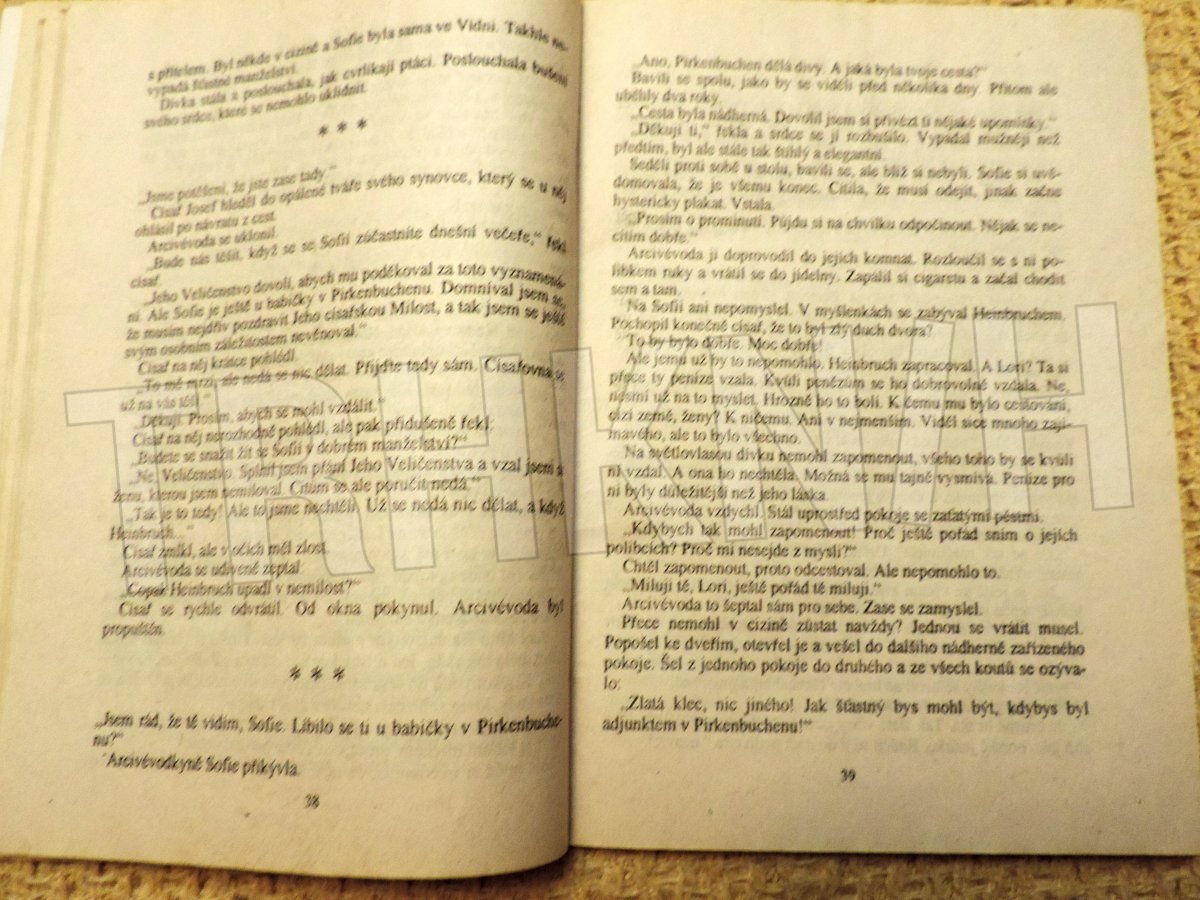 s přítelem. Byl někde v cizině a Sofie byla sama ve Vídni. Takhle ne-
vypadá šťastné manželství.
Dívka stála a poslouchala, jak cvrlikají ptáci. Poslouchala bušení
svého srdce, které se nemohlo uklidnit.
* * *
„Jsme potěšeni, že jste zase tady.“
Císař Josef hleděl do opálené tváře svého synovce, který se u něj
ohlásil po návratu z cest.
Arcivévoda se uklonil.
„Bude nás těšit, když se se Sofií zúčastníte dnešní večeře,“ řekl
císař.
„Jeho Veličenstvo dovolí, abych mu poděkoval za toto vyznamená-
ní. Ale Sofie je ještě u babičky v Pirkenbuchenu. Domníval jsem se,
že musím nejdřív pozdravit Jeho císařskou Milost, a tak jsem se ještě
svým osobním záležitostem nevěnoval.“
Císař na něj krátce pohlédl.
„To mě mrzí, ale nedá se nic dělat. Přijďte tedy sám. Císařovna se
už na vás těší.“
„Děkuji. Prosím, abych se mohl vzdálit.“
Císař na něj nerozhodně pohlédl, ale pak přidušeně řekl:
„Budete se snažit žít se Sofií v dobrém manželství?“
„Ne, Veličenstvo. Splnil jsem přání Jeho Veličenstva a vzal jsem si
ženu, kterou jsem nemiloval. Citům se ale poručit nedá.“
„Tak je to tedy! Ale to jsme nechtěli. Už se nedá nic dělat, a když
Heinbruch...“
Císař zmlkl, ale v očích měl zlost.
Arcivévoda se udiveně zeptal:
„Copak Heinbruch upadl v nemilost?“
Císař se rychle odvrátil. Od okna pokynul. Arcivévoda byl
propuštěn.
* * *
„Jsem rád, že tě vidím, Sofie. Líbilo se ti u babičky v Pirkenbuche-
nu?“
Arcivévodkyně Sofie přikývla.
38
„Ano, Pirkenbuchen dělá divy. A jaká byla tvoje cesta?“
Bavili se spolu, jako by se viděli před několika dny. Přitom ale
uběhly dva roky.
„Cesta byla nádherná. Dovolil jsem si přivézt ti nějaké upomínky.“
„Děkuji ti,“ řekla a srdce se jí rozbušilo. Vypadal mužněji než
předtím, byl ale stále tak štíhlý a elegantní.
Seděli proti sobě u stolu, bavili se, ale blíž si nebyli. Sofie si uvě-
domovala, že je všemu konec. Cítila, že musí odejít, jinak začne
hystericky plakat. Vstala.
„Prosím o prominutí. Půjdu si na chvilku odpočinout. Nějak se ne-
cítím dobře.“
Arcivévoda ji doprovodil do jejích komnat. Rozloučil se s ní po-
líbkem ruky a vrátil se do jídelny. Zapálil si cigaretu a začal chodit
sem a tam.
Na Sofii ani nepomyslel. V myšlenkách se zabýval Heinbruchem.
Pochopil konečně císař, že to byl zlý duch dvora?
To by bylo dobře. Moc dobře!
Ale jemu už by to nepomohlo. Heinbruch zapracoval. A Lori? Ta si
přece ty peníze vzala. Kvůli penězům se ho dobrovolně vzdala. Ne,
nesmí už na to myslet. Hrozně ho to bolí. K čemu mu bylo cestování,
cizí země, ženy? K ničemu. Ani v nejmenším. Viděl sice mnoho zají-
mavého, ale to bylo všechno.
Na světlovlasou dívku nemohl zapomenout, všeho toho by se kvůli
ní vzdal. A ona ho nechtěla. Možná se mu tajně vysmívá. Peníze pro
ni byly důležitější než jeho láska.
Arcivévoda vzdychl. Stál uprostřed pokoje se zaťatými pěstmi.
„Kdybych tak mohl zapomenout! Proč ještě pořád sním o jejích
polibcích? Proč mi nesejde z mysli?“
Chtěl zapomenout, proto odcestoval. Ale nepomohlo to.
„Miluji tě, Lori, ještě pořád tě miluji.“
Arcivévoda to šeptal sám pro sebe. Zase se zamyslel.
Přece nemohl v cizině zůstat navždy? Jednou se vrátit musel.
Popošel ke dveřím, otevřel je a vešel do dalšího nádherně zařízeného
pokoje. Šel z jednoho pokoje do druhého a ze všech koutů se ozýva-
lo:
„Zlatá klec, nic jiného! Jak šťastný bys mohl být, kdybys byl
adjunktem v Pirkenbuchenu!“
39